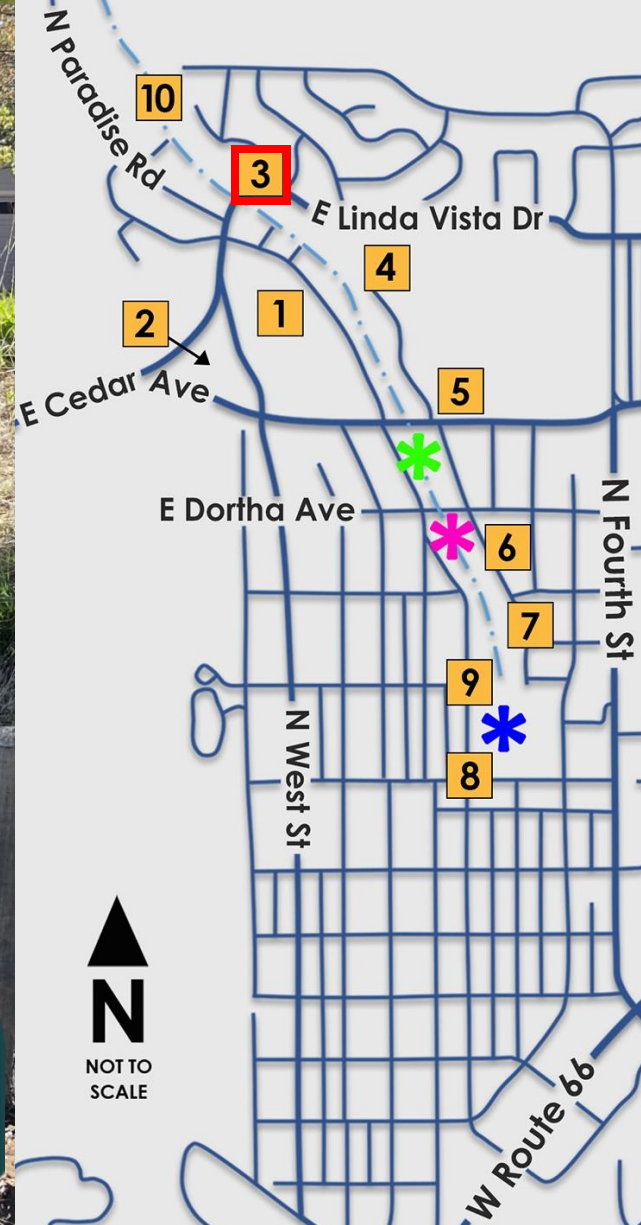 N Paradise Rd
10
3
E Linda Vista Dr
4
1
2
E Cedar Ave
5
E Dortha Ave
N Fourth St
6
7
9
N West St
8
N
NOT TO
SCALE
W Route 66